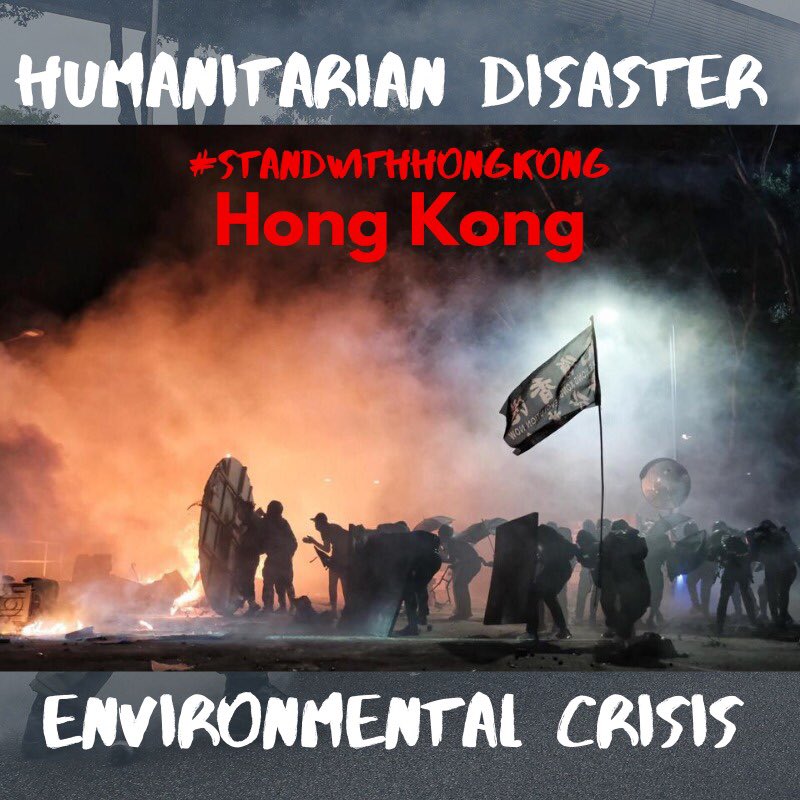 HUMANITARIAN DISASTER
#STANDWITHHONGKONG
Hong Kong
ENVIRONMENTAL CRISIS